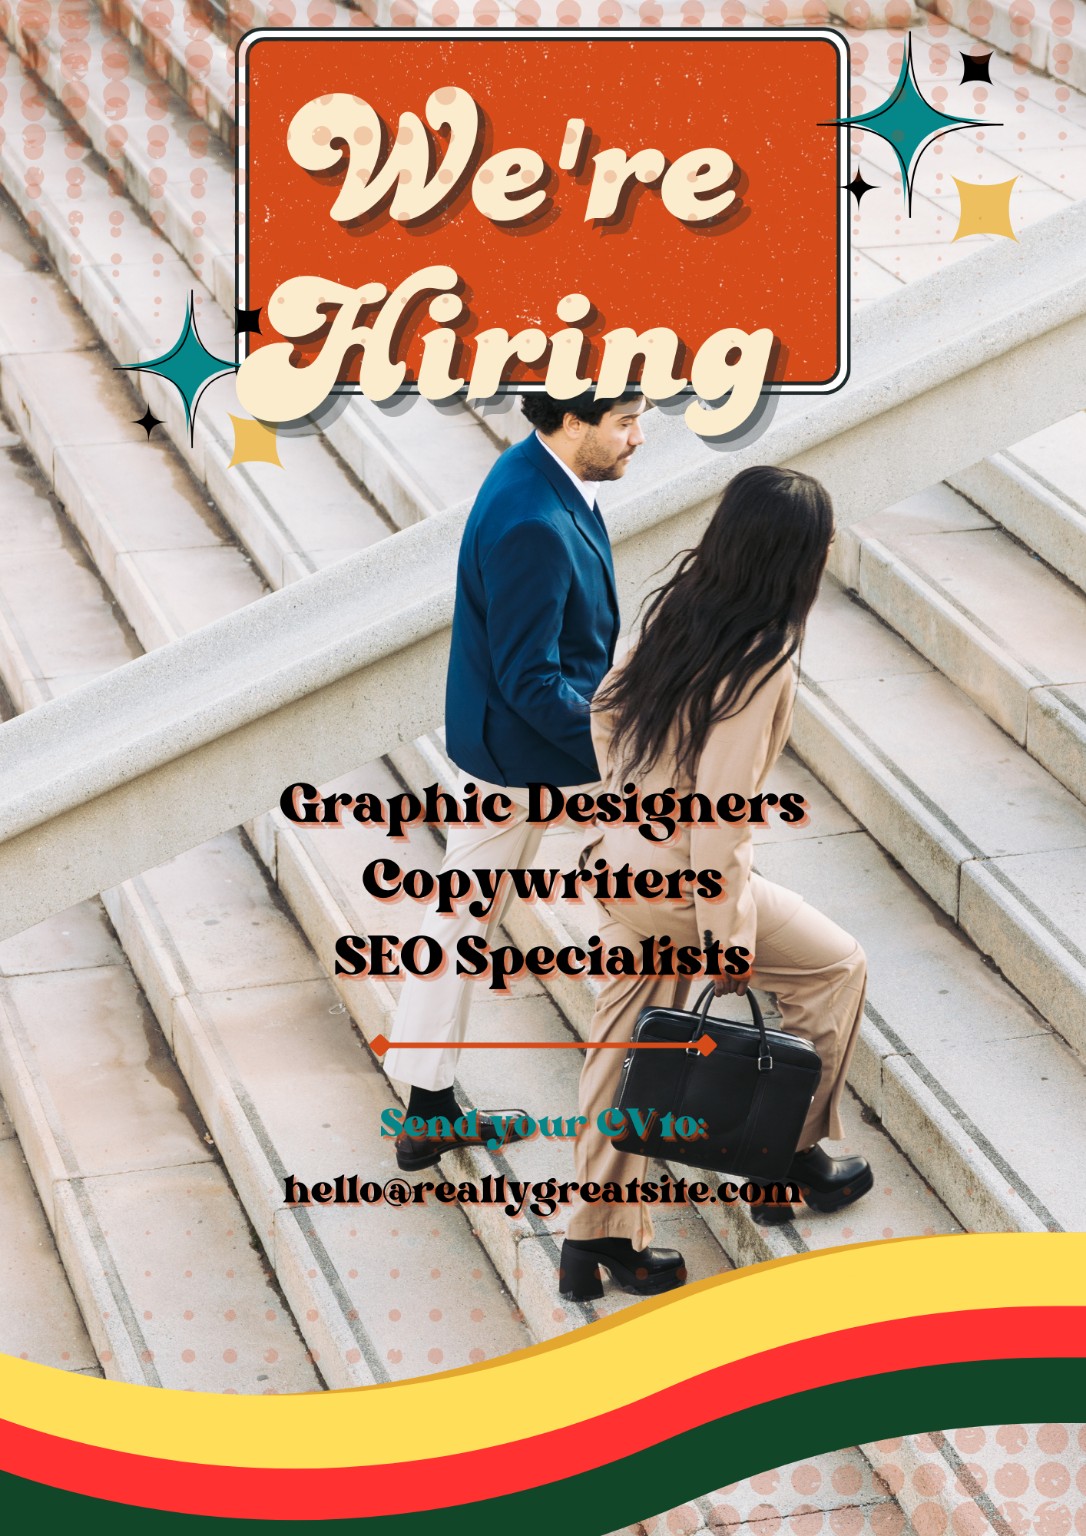 We're
Hiring
Graphic Designers
Copywriters
SEO Specialists
Send your CV to:
hello@reallygreatsite.com